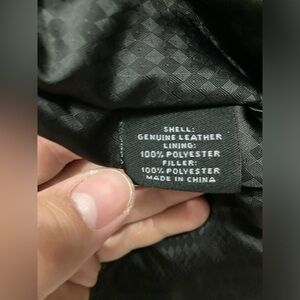 SHELL:
GENUINE LEATHER
LINING:
100% POLYESTER
FILLER:
100% POLYESTER
MADE IN CHINA